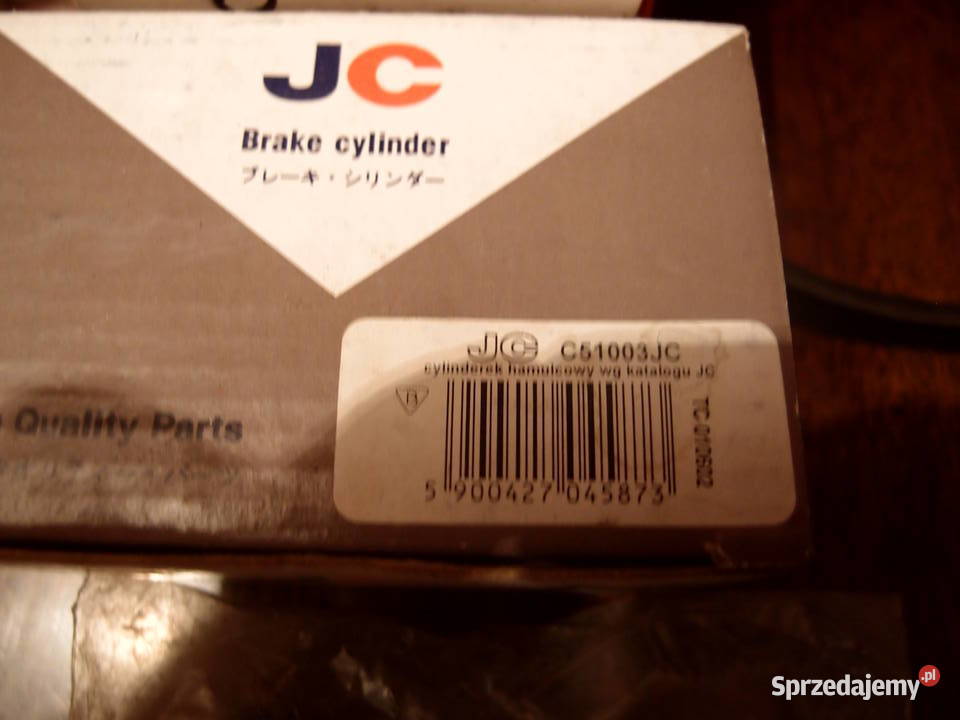 JC
Brake cylinder
ブレーキ・シリンダー
Quality Parts
JC C51003JC
cylinderek hamulcowy wg katalogu JC
R
5 900427 045873
Sprzedajemy.pl